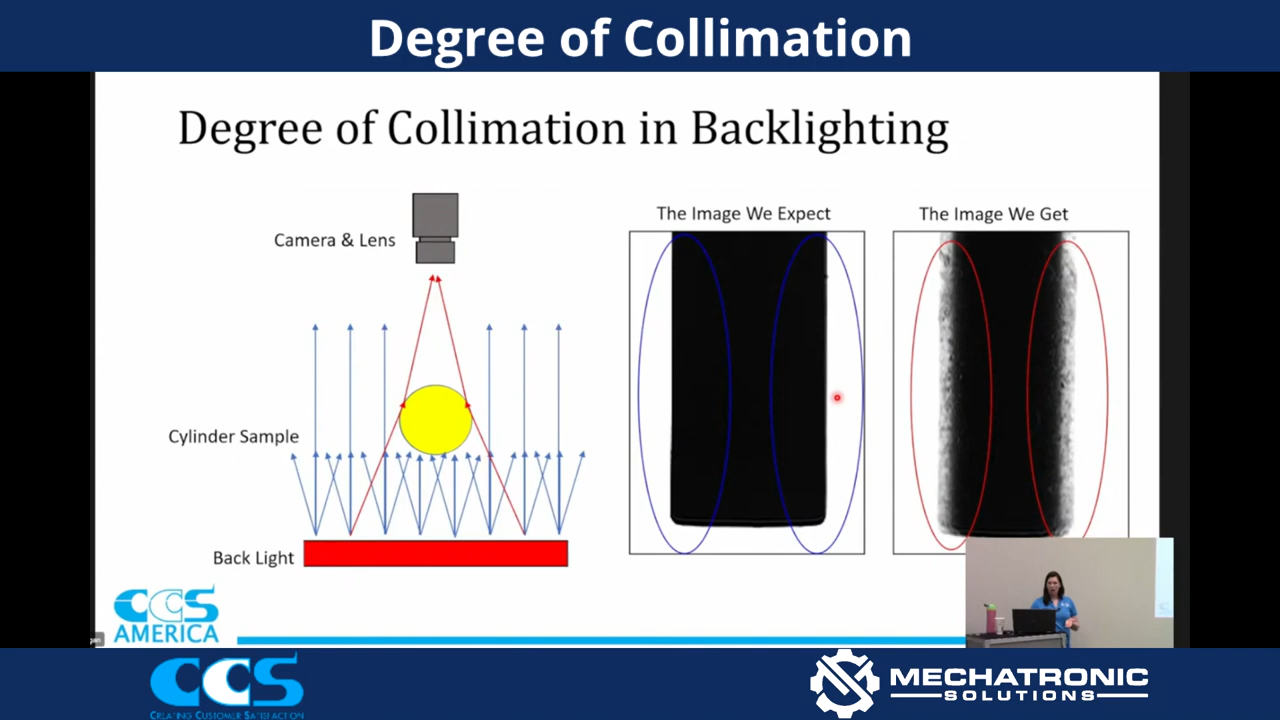 Degree of Collimation
Degree of Collimation in Backlighting
Camera & Lens
Cylinder Sample
Back Light
The Image We Expect
The Image We Get
CCS
AMERICA
CCS
CREATING CUSTOMER SATISFACTION
MECHATRONIC
SOLUTIONS